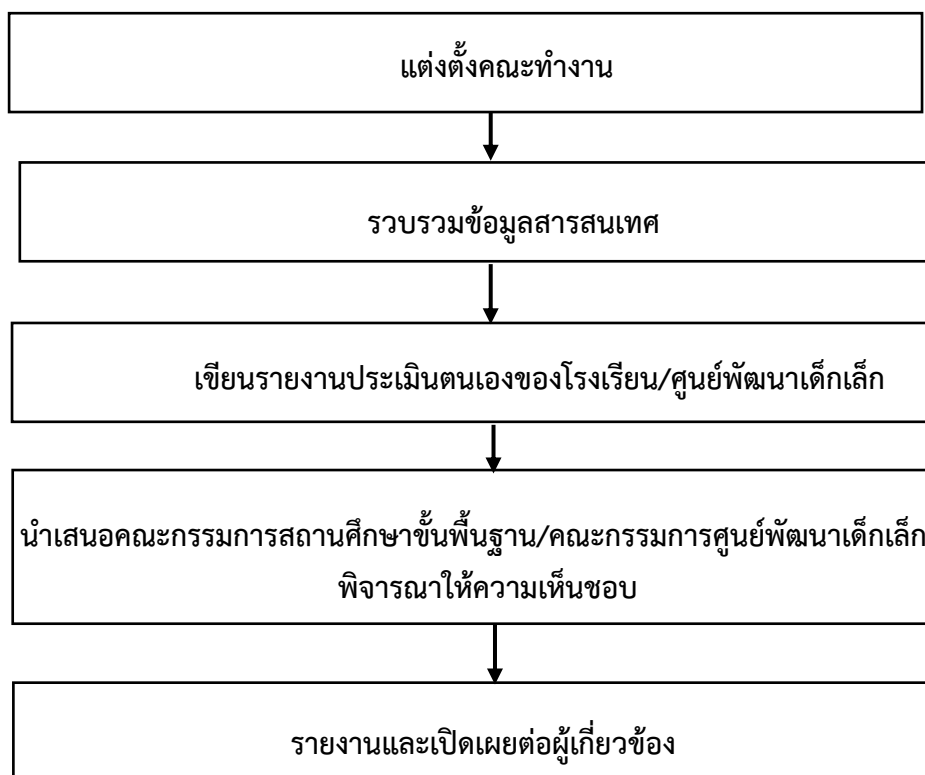 แต่งตั้งคณะทำงาน
รวบรวมข้อมูลสารสนเทศ
เขียนรายงานประเมินตนเองของโรงเรียน/ศูนย์พัฒนาเด็กเล็ก
นำเสนอคณะกรรมการสถานศึกษาขั้นพื้นฐาน/คณะกรรมการศูนย์พัฒนาเด็กเล็ก
พิจารณาให้ความเห็นชอบ
รายงานและเปิดเผยต่อผู้เกี่ยวข้อง